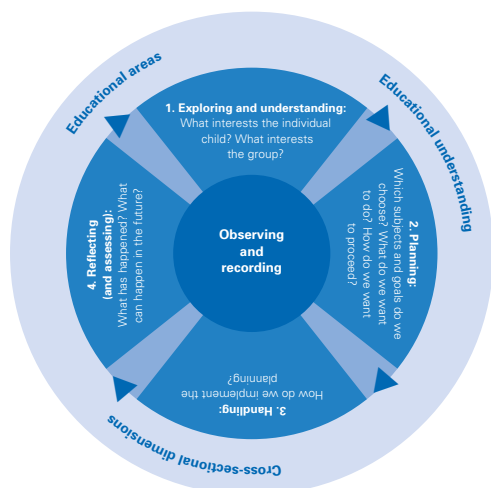 Educational areas
Educational understanding
1. Exploring and understanding:
What interests the individual
child? What interests
the group?
2. Planning:
Which subjects and goals do we
choose? What do we want
to do? How do we want
to proceed?
3. Handling:
How do we implement the
planning?
4. Reflecting
(and assessing):
What has happened? What
can happen in the future?
Observing
and
recording
Cross-sectional dimensions